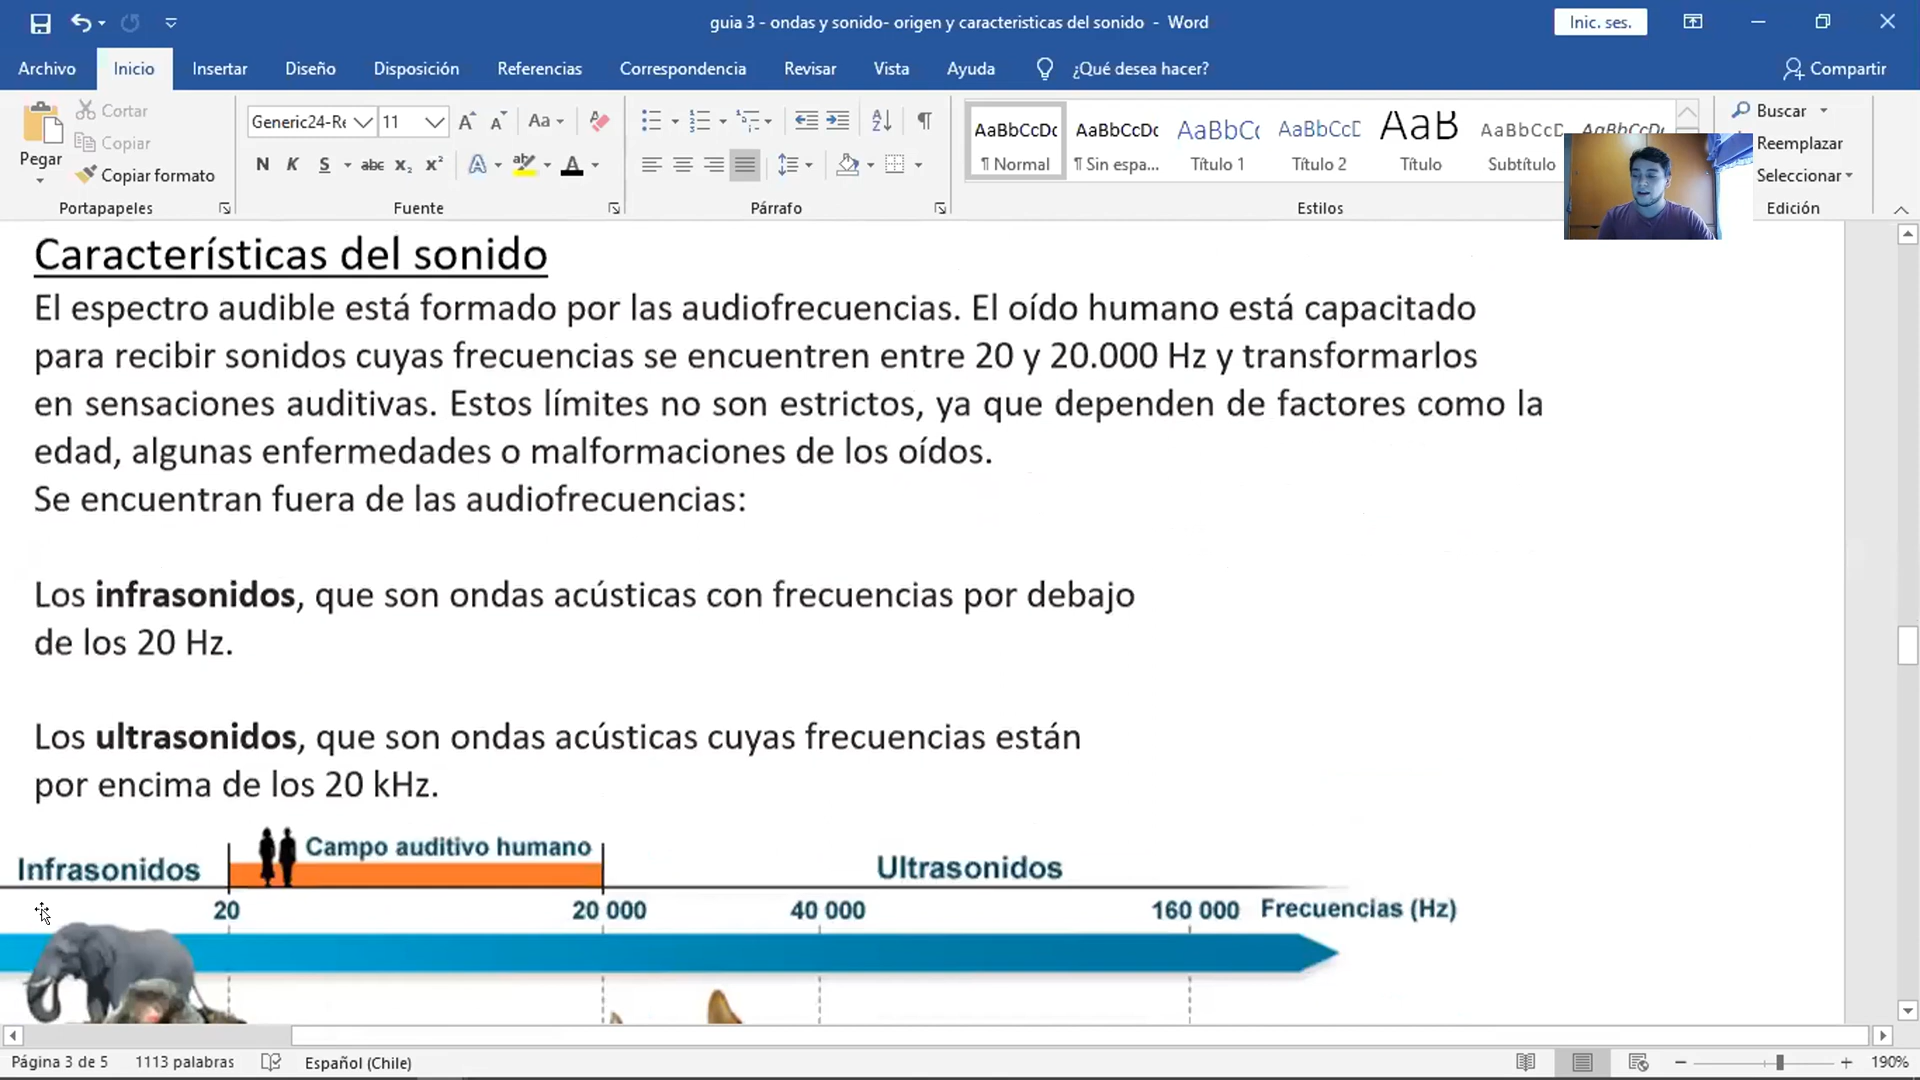 guia 3 - ondas y sonido- origen y caracteristicas del sonido - Word
Inic. ses.
Archivo Inicio Insertar Diseño Disposición Referencias Correspondencia Revisar Vista Ayuda ¿Qué desea hacer? Compartir
Pegar
Cortar
Copiar
Copiar formato
Portapapeles
Generic24-Re 11
Aa
N K S abc x₂ x² A A
Fuente
Párrafo
AaBbCcDc AaBbCcDc AaBbCc AaBbCcD AaB AaBbCcD AaBbCcDc
¶ Normal ¶ Sin espa... Título 1 Título 2 Título Subtítulo
Estilos
Buscar
Reemplazar
Seleccionar
Edición
Características del sonido
El espectro audible está formado por las audiofrecuencias. El oído humano está capacitado
para recibir sonidos cuyas frecuencias se encuentren entre 20 y 20.000 Hz y transformarlos
en sensaciones auditivas. Estos límites no son estrictos, ya que dependen de factores como la
edad, algunas enfermedades o malformaciones de los oídos.
Se encuentran fuera de las audiofrecuencias:
Los infrasonidos, que son ondas acústicas con frecuencias por debajo
de los 20 Hz.
Los ultrasonidos, que son ondas acústicas cuyas frecuencias están
por encima de los 20 kHz.
Campo auditivo humano
Infrasonidos Ultrasonidos
20 20 000 40 000 160 000 Frecuencias (Hz)
Página 3 de 5 1113 palabras Español (Chile) 190%